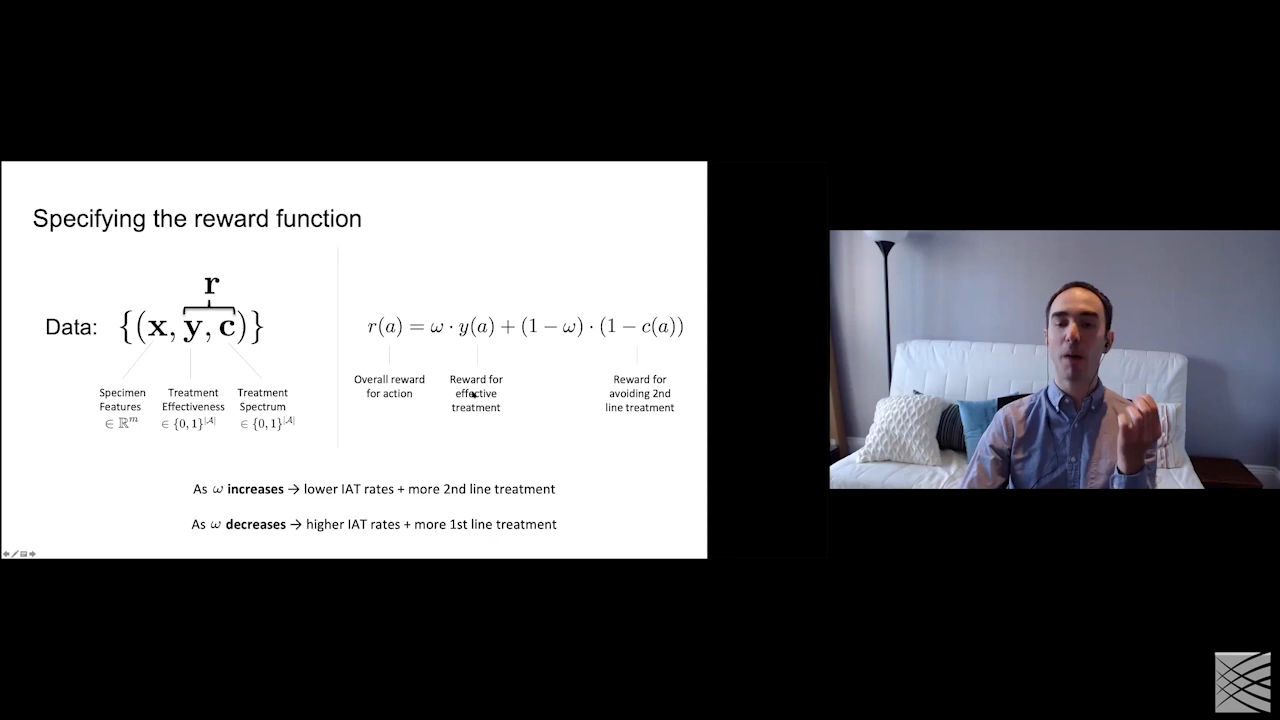 Specifying the reward function
r
Data: {(x, y, c)}
Specimen
Features
∈ ℝᵐ
Treatment
Effectiveness
∈ {0, 1}^|𝒜|
Treatment
Spectrum
∈ {0, 1}^|𝒜|
r(a) = ω · y(a) + (1 − ω) · (1 − c(a))
Overall reward
for action
Reward for
effective
treatment
Reward for
avoiding 2nd
line treatment
As ω increases → lower IAT rates + more 2nd line treatment
As ω decreases → higher IAT rates + more 1st line treatment